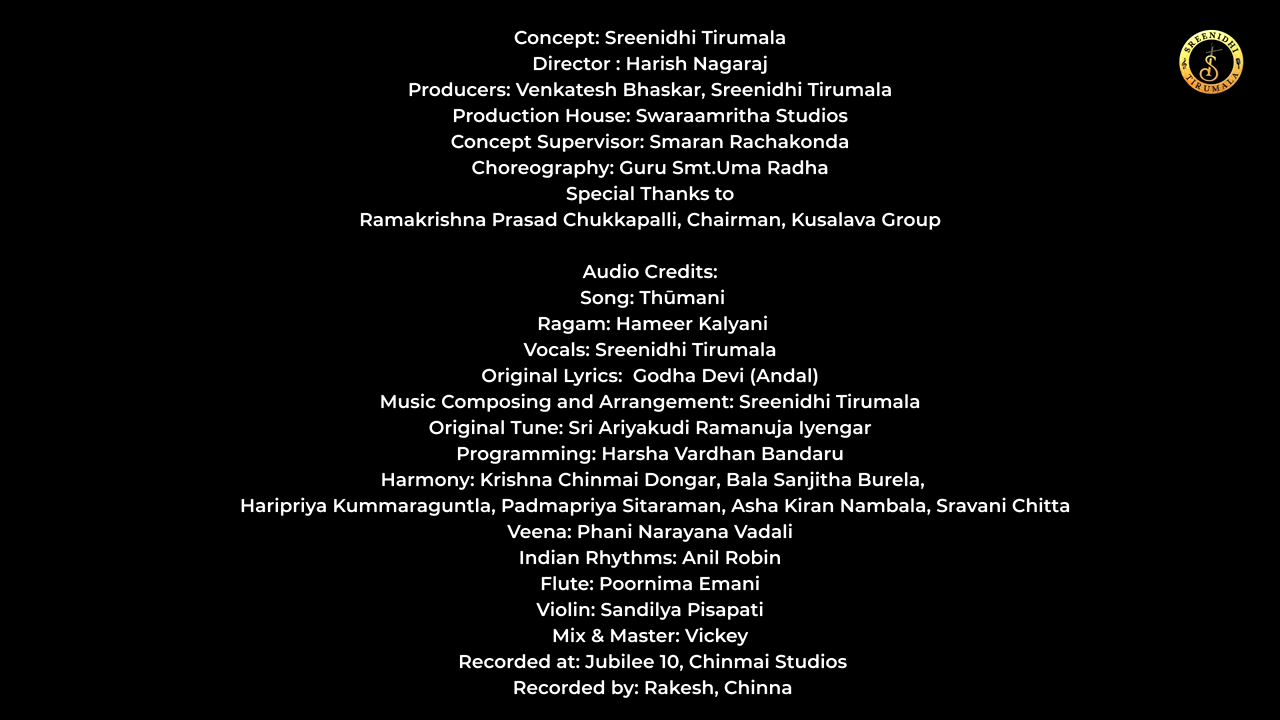 Concept: Sreenidhi Tirumala
Director : Harish Nagaraj
Producers: Venkatesh Bhaskar, Sreenidhi Tirumala
Production House: Swaraamritha Studios
Concept Supervisor: Smaran Rachakonda
Choreography: Guru Smt.Uma Radha
Special Thanks to
Ramakrishna Prasad Chukkapalli, Chairman, Kusalava Group
Audio Credits:
Song: Thūmani
Ragam: Hameer Kalyani
Vocals: Sreenidhi Tirumala
Original Lyrics:  Godha Devi (Andal)
Music Composing and Arrangement: Sreenidhi Tirumala
Original Tune: Sri Ariyakudi Ramanuja Iyengar
Programming: Harsha Vardhan Bandaru
Harmony: Krishna Chinmai Dongar, Bala Sanjitha Burela,
Haripriya Kummaraguntla, Padmapriya Sitaraman, Asha Kiran Nambala, Sravani Chitta
Veena: Phani Narayana Vadali
Indian Rhythms: Anil Robin
Flute: Poornima Emani
Violin: Sandilya Pisapati
Mix & Master: Vickey
Recorded at: Jubilee 10, Chinmai Studios
Recorded by: Rakesh, Chinna
SREENIDHI
TIRUMALA